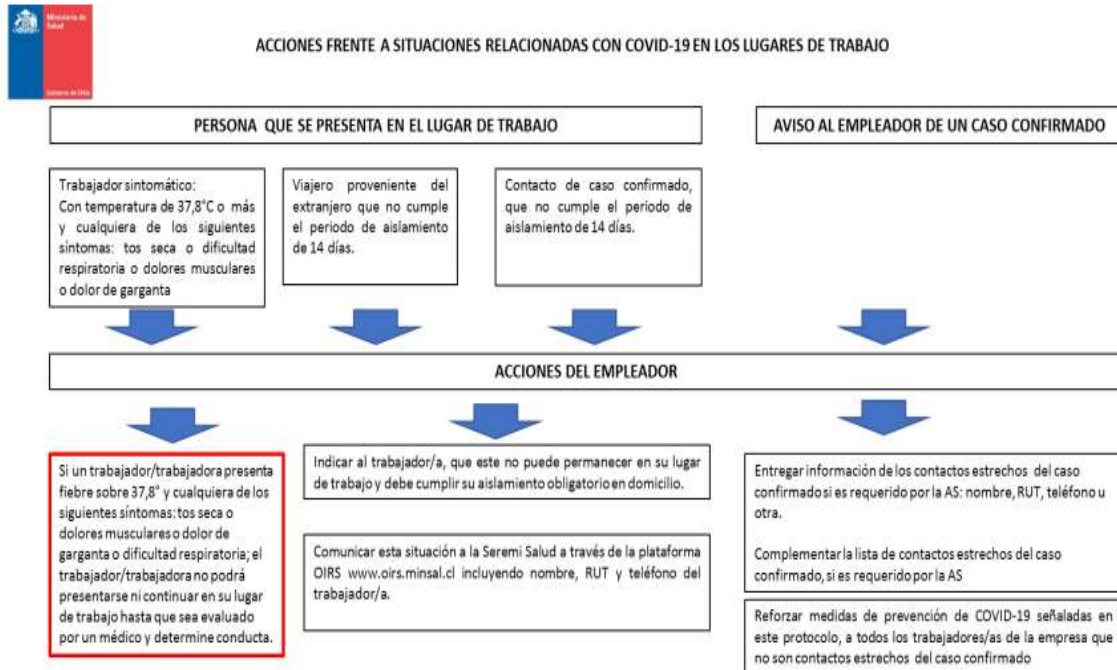 Ministerio de
Salud
Gobierno de Chile
ACCIONES FRENTE A SITUACIONES RELACIONADAS CON COVID-19 EN LOS LUGARES DE TRABAJO
PERSONA QUE SE PRESENTA EN EL LUGAR DE TRABAJO
AVISO AL EMPLEADOR DE UN CASO CONFIRMADO
Trabajador sintomático:
Con temperatura de 37,8°C o más
y cualquiera de los siguientes
síntomas: tos seca o dificultad
respiratoria o dolores musculares
o dolor de garganta
Viajero proveniente del
extranjero que no cumple
el periodo de aislamiento
de 14 días.
Contacto de caso confirmado,
que no cumple el periodo de
aislamiento de 14 días.
ACCIONES DEL EMPLEADOR
Si un trabajador/trabajadora presenta
fiebre sobre 37,8° y cualquiera de los
siguientes síntomas: tos seca o
dolores musculares o dolor de
garganta o dificultad respiratoria; el
trabajador/trabajadora no podrá
presentarse ni continuar en su lugar
de trabajo hasta que sea evaluado
por un médico y determine conducta.
Indicar al trabajador/a, que este no puede permanecer en su lugar
de trabajo y debe cumplir su aislamiento obligatorio en domicilio.
Comunicar esta situación a la Seremi Salud a través de la plataforma
OIRS www.oirs.minsal.cl incluyendo nombre, RUT y teléfono del
trabajador/a.
Entregar información de los contactos estrechos del caso
confirmado si es requerido por la AS: nombre, RUT, teléfono u
otra.
Complementar la lista de contactos estrechos del caso
confirmado, si es requerido por la AS
Reforzar medidas de prevención de COVID-19 señaladas en
este protocolo, a todos los trabajadores/as de la empresa que
no son contactos estrechos del caso confirmado